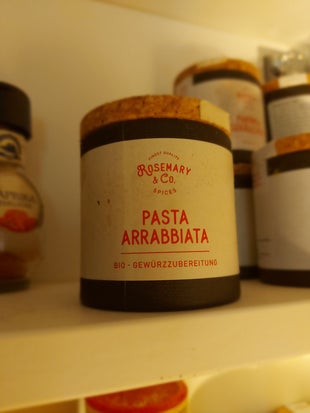 FINEST QUALITY
ROSEMARY
& CO.
SPICES
PASTA
ARRABBIATA
BIO - GEWÜRZZUBEREITUNG